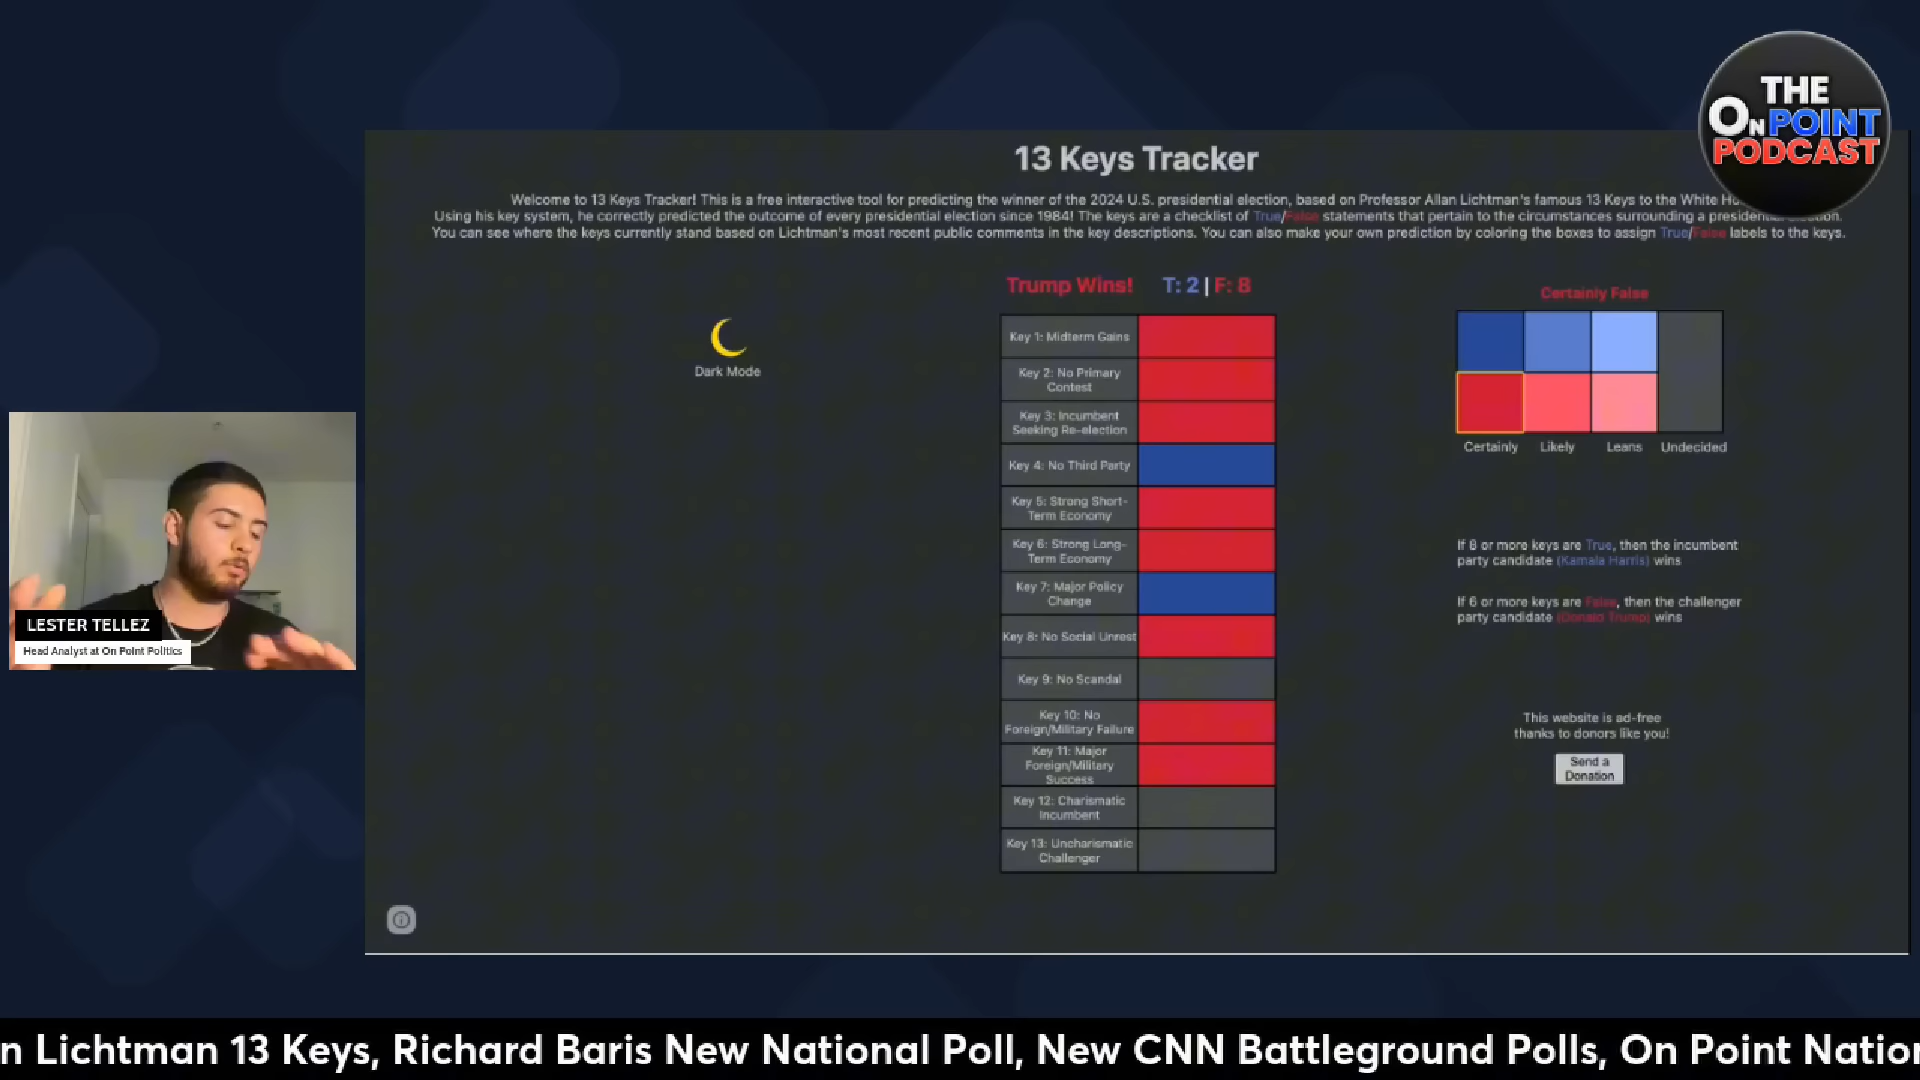 THE
ON POINT
PODCAST
13 Keys Tracker
Welcome to 13 Keys Tracker! This is a free interactive tool for predicting the winner of the 2024 U.S. presidential election, based on Professor Allan Lichtman's famous 13 Keys to the White
Using his key system, he correctly predicted the outcome of every presidential election since 1984! The keys are a checklist of True/False statements that pertain to the circumstances surrounding a presidential election.
You can see where the keys currently stand based on Lichtman's most recent public comments in the key descriptions. You can also make your own prediction by coloring the boxes to assign True/False labels to the keys.
Trump Wins! T: 2 | F: 8
Dark Mode
Key 1: Midterm Gains
Key 2: No Primary
Contest
Key 3: Incumbent
Seeking Re-election
Key 4: No Third Party
Key 5: Strong Short-
Term Economy
Key 6: Strong Long-
Term Economy
Key 7: Major Policy
Change
Key 8: No Social Unrest
Key 9: No Scandal
Key 10: No
Foreign/Military Failure
Key 11: Major
Foreign/Military
Success
Key 12: Charismatic
Incumbent
Key 13: Uncharismatic
Challenger
Certainly False
Certainly Likely Leans Undecided
If 8 or more keys are True, then the incumbent
party candidate (Kamala Harris) wins
If 6 or more keys are False, then the challenger
party candidate (Donald Trump) wins
This website is ad-free
thanks to donors like you!
Send a
Donation
LESTER TELLEZ
Head Analyst at On Point Politics
n Lichtman 13 Keys, Richard Baris New National Poll, New CNN Battleground Polls, On Point Nation